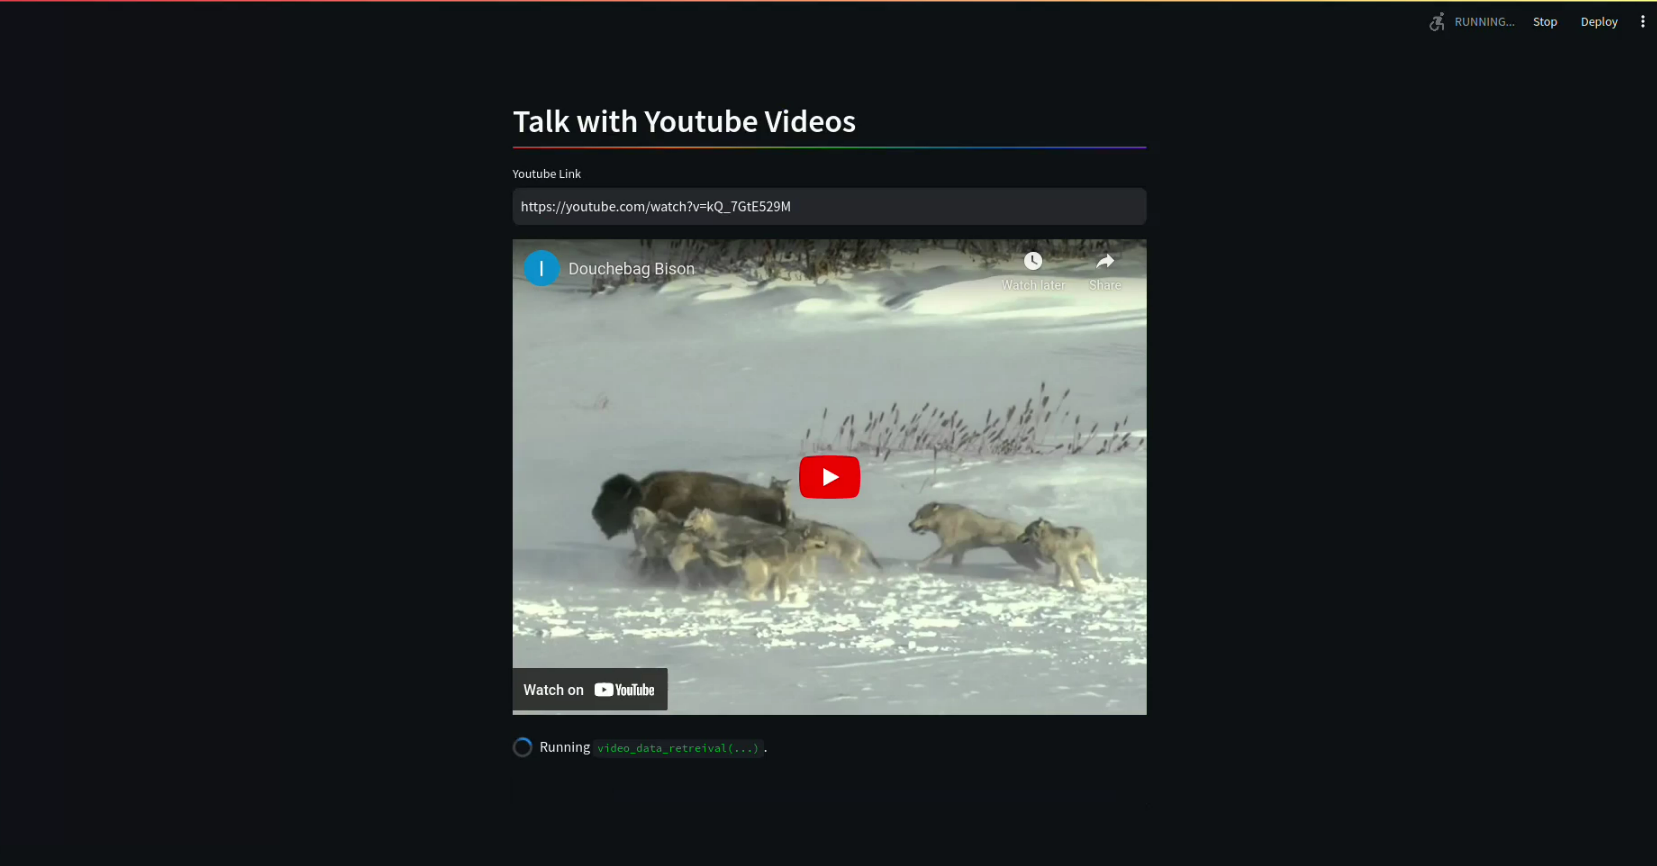 RUNNING...
Stop
Deploy
Talk with Youtube Videos
Youtube Link
https://youtube.com/watch?v=kQ_7GtE529M
I
Douchebag Bison
Watch later
Share
Watch on YouTube
Running video_data_retreival(...).